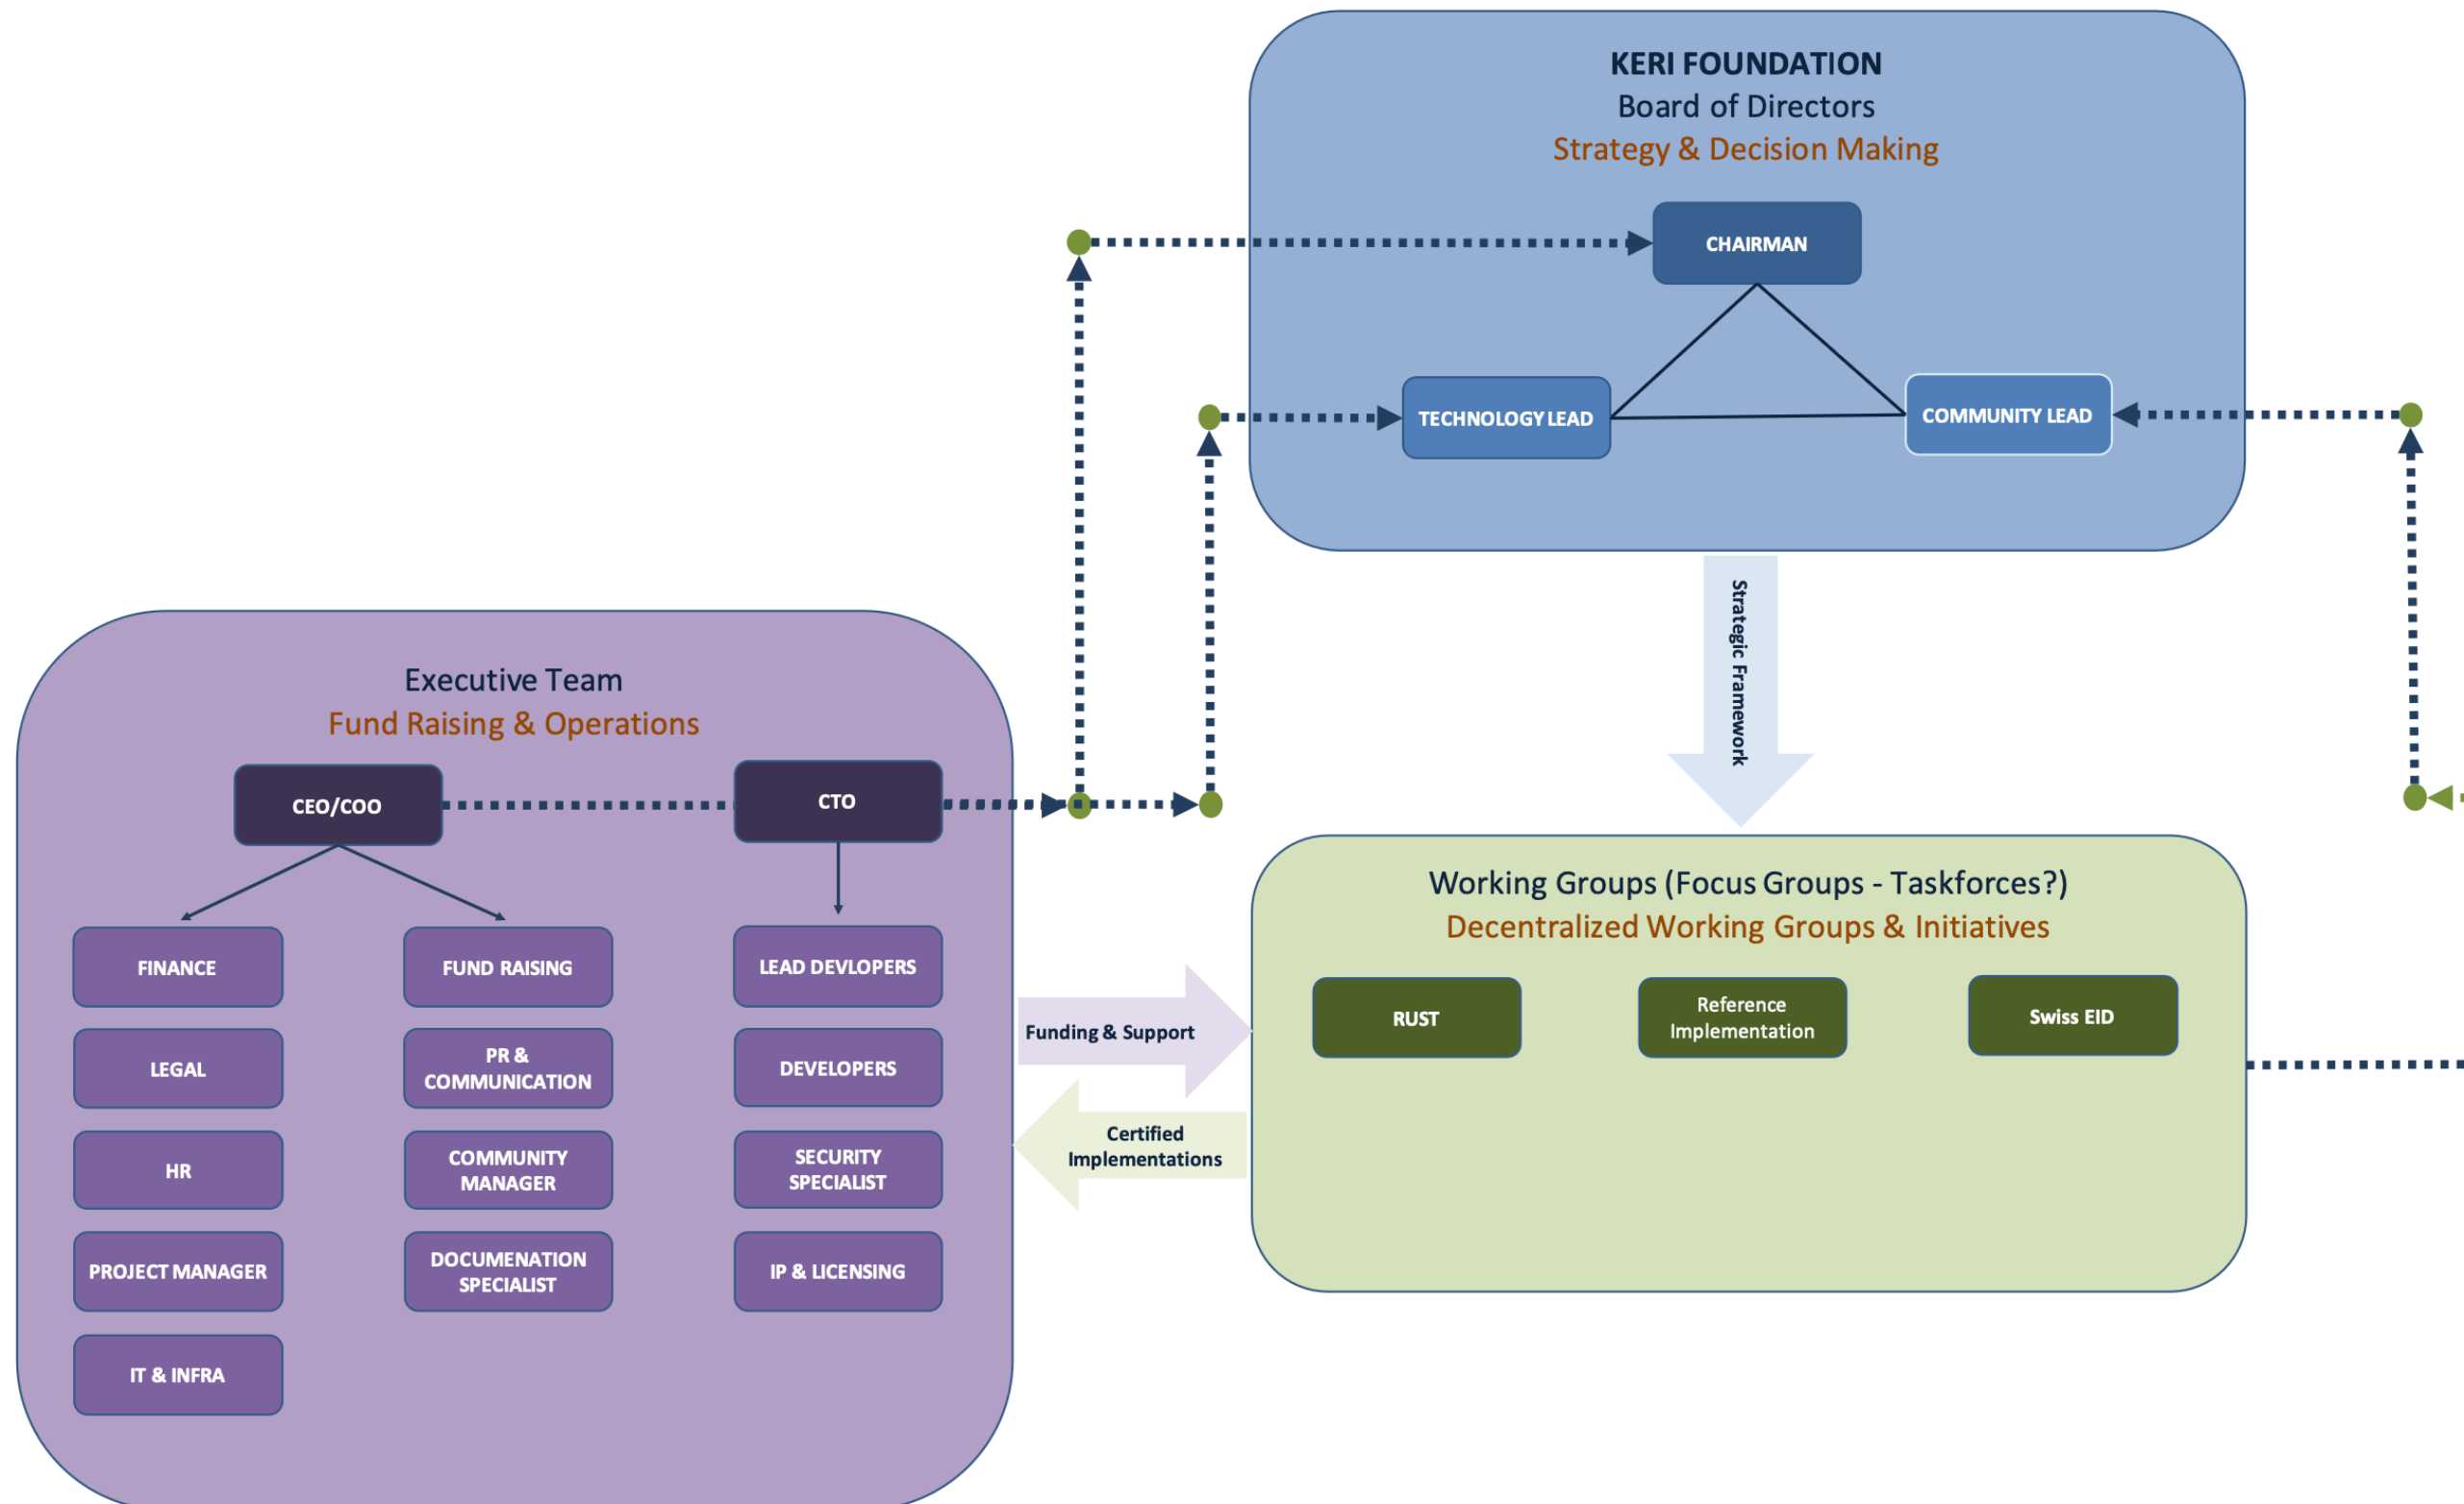 KERI FOUNDATION
Board of Directors
Strategy & Decision Making
CHAIRMAN
TECHNOLOGY LEAD
COMMUNITY LEAD
Strategic Framework
Executive Team
Fund Raising & Operations
CEO/COO
CTO
FINANCE
FUND RAISING
LEAD DEVLOPERS
LEGAL
PR &
COMMUNICATION
DEVELOPERS
HR
COMMUNITY
MANAGER
SECURITY
SPECIALIST
PROJECT MANAGER
DOCUMENATION
SPECIALIST
IP & LICENSING
IT & INFRA
Funding & Support
Certified
Implementations
Working Groups (Focus Groups - Taskforces?)
Decentralized Working Groups & Initiatives
RUST
Reference
Implementation
Swiss EID